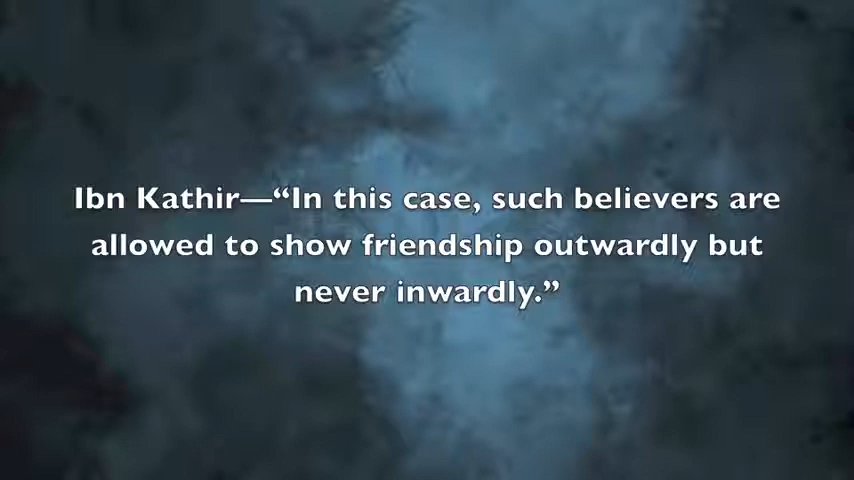 Ibn Kathir—“In this case, such believers are
allowed to show friendship outwardly but
never inwardly.”